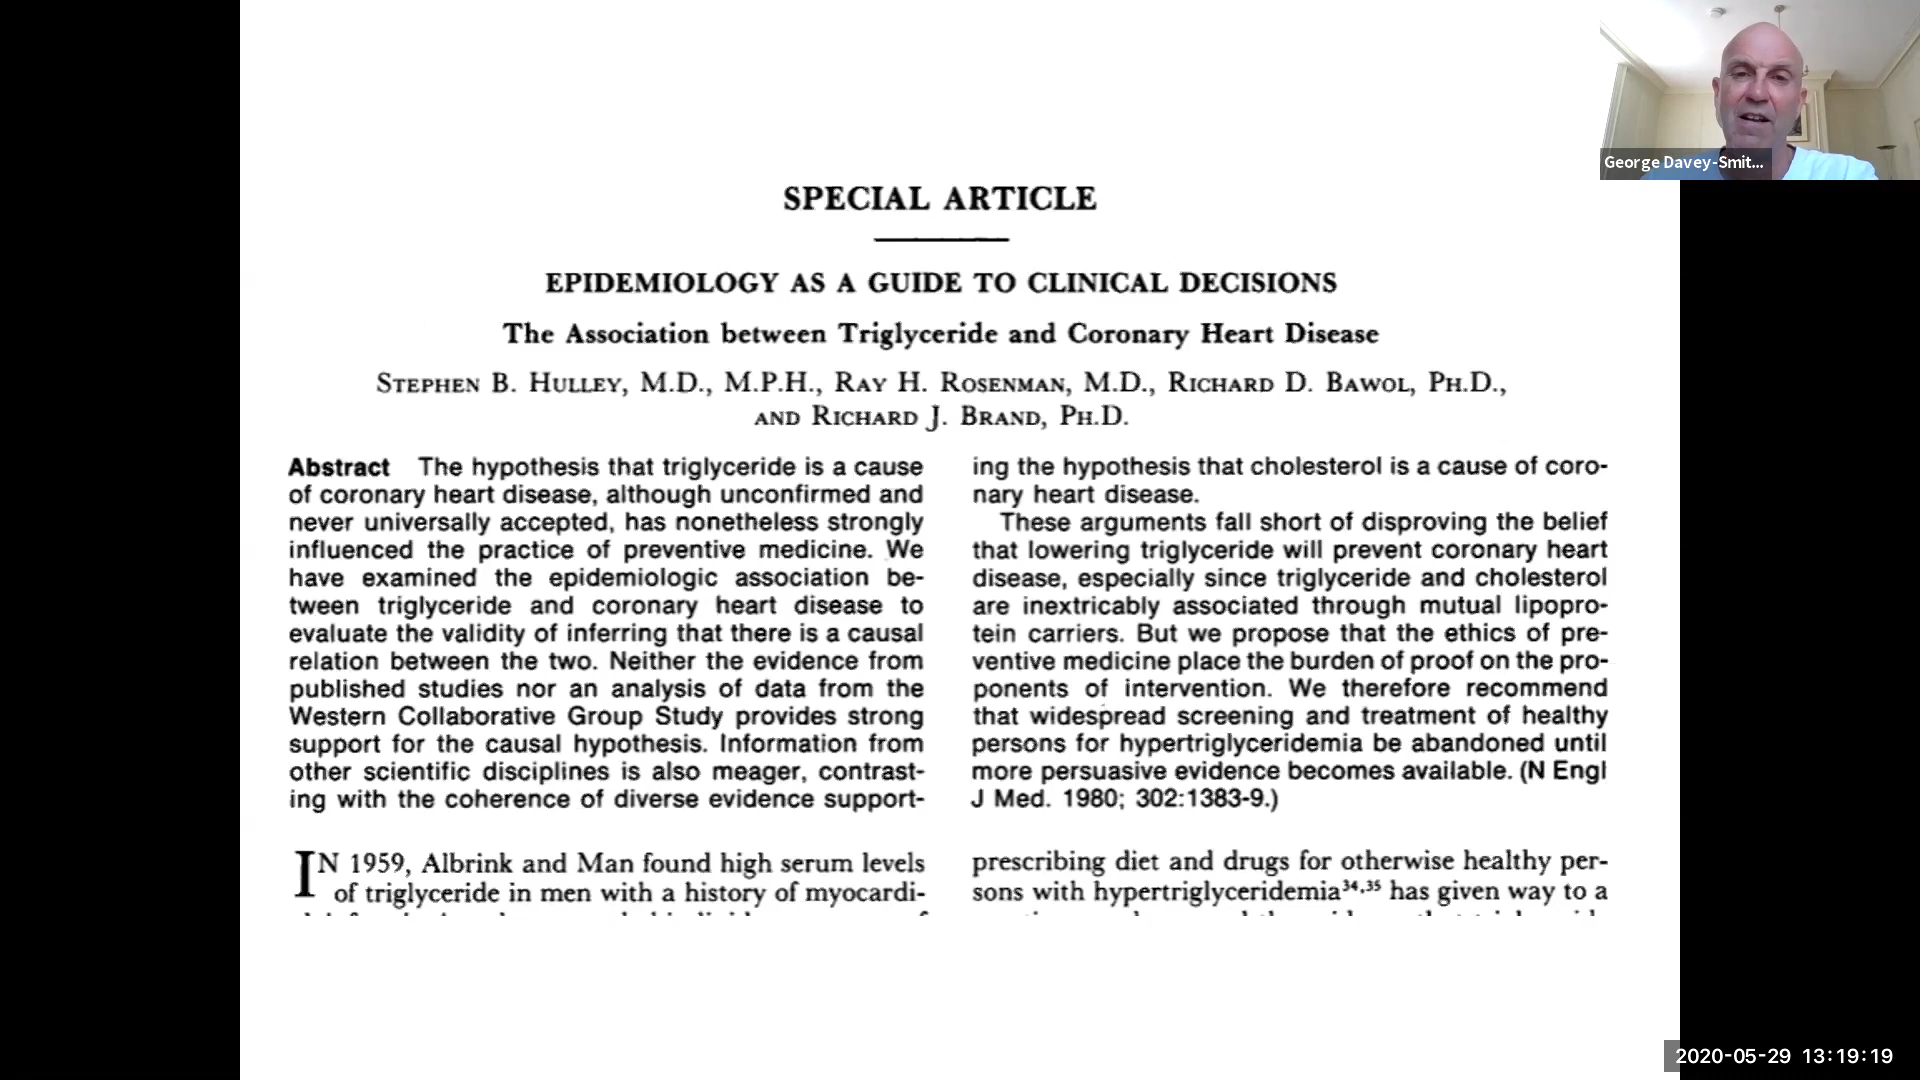 George Davey-Smit...
SPECIAL ARTICLE
EPIDEMIOLOGY AS A GUIDE TO CLINICAL DECISIONS
The Association between Triglyceride and Coronary Heart Disease
STEPHEN B. HULLEY, M.D., M.P.H., RAY H. ROSENMAN, M.D., RICHARD D. BAWOL, PH.D.,
AND RICHARD J. BRAND, PH.D.
Abstract The hypothesis that triglyceride is a cause
of coronary heart disease, although unconfirmed and
never universally accepted, has nonetheless strongly
influenced the practice of preventive medicine. We
have examined the epidemiologic association be-
tween triglyceride and coronary heart disease to
evaluate the validity of inferring that there is a causal
relation between the two. Neither the evidence from
published studies nor an analysis of data from the
Western Collaborative Group Study provides strong
support for the causal hypothesis. Information from
other scientific disciplines is also meager, contrast-
ing with the coherence of diverse evidence support-
ing the hypothesis that cholesterol is a cause of coro-
nary heart disease.
These arguments fall short of disproving the belief
that lowering triglyceride will prevent coronary heart
disease, especially since triglyceride and cholesterol
are inextricably associated through mutual lipopro-
tein carriers. But we propose that the ethics of pre-
ventive medicine place the burden of proof on the pro-
ponents of intervention. We therefore recommend
that widespread screening and treatment of healthy
persons for hypertriglyceridemia be abandoned until
more persuasive evidence becomes available. (N Engl
J Med. 1980; 302:1383-9.)
IN 1959, Albrink and Man found high serum levels
of triglyceride in men with a history of myocardi-
prescribing diet and drugs for otherwise healthy per-
sons with hypertriglyceridemia³⁴,³⁵ has given way to a
2020-05-29 13:19:19